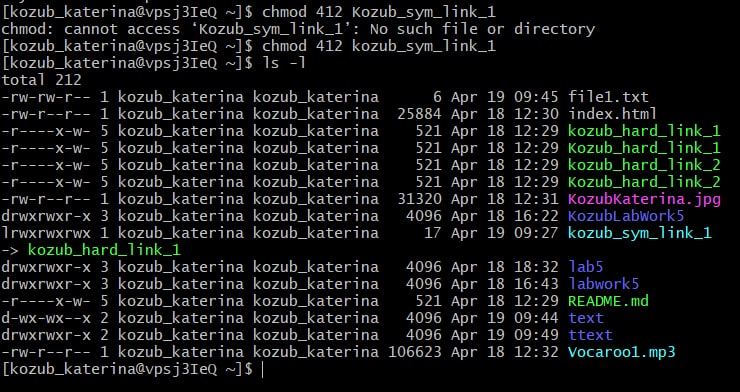 [kozub_katerina@vpsj3IeQ ~]$ chmod 412 Kozub_sym_link_1
chmod: cannot access ‘Kozub_sym_link_1’: No such file or directory
[kozub_katerina@vpsj3IeQ ~]$ chmod 412 kozub_sym_link_1
[kozub_katerina@vpsj3IeQ ~]$ ls -l
total 212
-rw-rw-r-- 1 kozub_katerina kozub_katerina      6 Apr 19 09:45 file1.txt
-rw-rw-r-- 1 kozub_katerina kozub_katerina  25884 Apr 18 12:30 index.html
-r----x-w- 5 kozub_katerina kozub_katerina    521 Apr 18 12:29 kozub_hard_link_1
-r----x-w- 5 kozub_katerina kozub_katerina    521 Apr 18 12:29 kozub_hard_link_1
-r----x-w- 5 kozub_katerina kozub_katerina    521 Apr 18 12:29 kozub_hard_link_2
-r----x-w- 5 kozub_katerina kozub_katerina    521 Apr 18 12:29 kozub_hard_link_2
-rw-rw-r-- 1 kozub_katerina kozub_katerina  31320 Apr 18 12:31 KozubKaterina.jpg
drwxrwxr-x 3 kozub_katerina kozub_katerina   4096 Apr 18 16:22 KozubLabWork5
lrwxrwxrwx 1 kozub_katerina kozub_katerina     17 Apr 19 09:27 kozub_sym_link_1
-> kozub_hard_link_1
drwxrwxr-x 3 kozub_katerina kozub_katerina   4096 Apr 18 18:32 lab5
drwxrwxr-x 3 kozub_katerina kozub_katerina   4096 Apr 18 16:43 labwork5
-r----x-w- 5 kozub_katerina kozub_katerina    521 Apr 18 12:29 README.md
d-wx-wx--x 2 kozub_katerina kozub_katerina   4096 Apr 19 09:44 text
drwxrwxr-x 2 kozub_katerina kozub_katerina   4096 Apr 19 09:49 ttext
-rw-r--r-- 1 kozub_katerina kozub_katerina 106623 Apr 18 12:32 Vocaroo1.mp3
[kozub_katerina@vpsj3IeQ ~]$